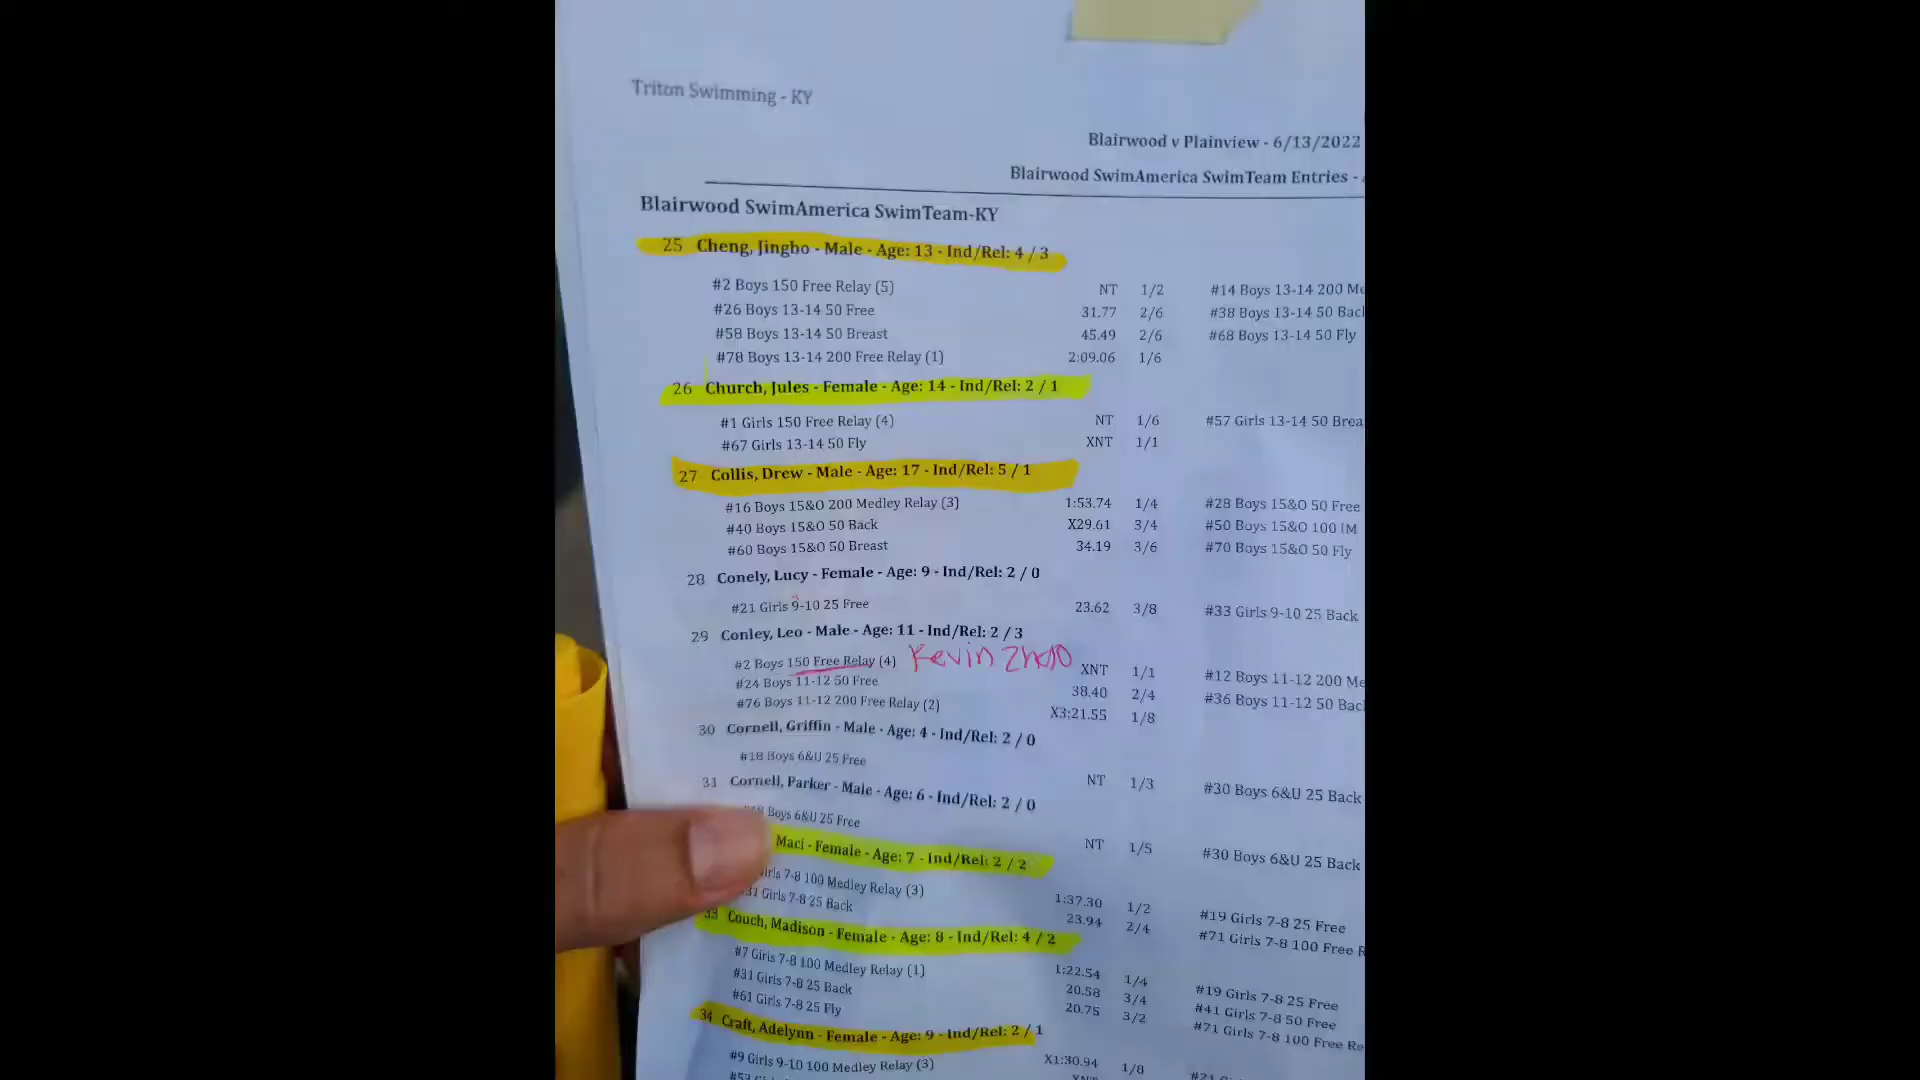 Triton Swimming - KY
Blairwood v Plainview - 6/13/2022
Blairwood SwimAmerica SwimTeam Entries -
Blairwood SwimAmerica SwimTeam-KY
25 Cheng, Jingbo - Male - Age: 13 - Ind/Rel: 4 / 3
#2 Boys 150 Free Relay (5) NT 1/2 #14 Boys 13-14 200 Me
#26 Boys 13-14 50 Free 31.77 2/6 #38 Boys 13-14 50 Bac
#58 Boys 13-14 50 Breast 45.49 2/6 #68 Boys 13-14 50 Fly
#78 Boys 13-14 200 Free Relay (1) 2:09.06 1/6
26 Church, Jules - Female - Age: 14 - Ind/Rel: 2 / 1
#1 Girls 150 Free Relay (4) NT 1/6 #57 Girls 13-14 50 Brea
#67 Girls 13-14 50 Fly XNT 1/1
27 Collis, Drew - Male - Age: 17 - Ind/Rel: 5 / 1
#16 Boys 15&O 200 Medley Relay (3) 1:53.74 1/4 #28 Boys 15&O 50 Free
#40 Boys 15&O 50 Back X29.61 3/4 #50 Boys 15&O 100 IM
#60 Boys 15&O 50 Breast 34.19 3/6 #70 Boys 15&O 50 Fly
28 Conely, Lucy - Female - Age: 9 - Ind/Rel: 2 / 0
#21 Girls 9-10 25 Free 23.62 3/8 #33 Girls 9-10 25 Back
29 Conley, Leo - Male - Age: 11 - Ind/Rel: 2 / 3
#2 Boys 150 Free Relay (4) Kevin Zhao XNT 1/1 #12 Boys 11-12 200 Me
#24 Boys 11-12 50 Free 38.40 2/4 #36 Boys 11-12 50 Bac
#76 Boys 11-12 200 Free Relay (2) X3:21.55 1/8
30 Cornell, Griffin - Male - Age: 4 - Ind/Rel: 2 / 0
#18 Boys 6&U 25 Free NT 1/3 #30 Boys 6&U 25 Back
31 Cornell, Parker - Male - Age: 6 - Ind/Rel: 2 / 0
Boys 6&U 25 Free NT 1/5 #30 Boys 6&U 25 Back
Maci - Female - Age: 7 - Ind/Rel: 2 / 2
irls 7-8 100 Medley Relay (3) 1:37.30 1/2 #19 Girls 7-8 25 Free
31 Girls 7-8 25 Back 23.94 2/4 #71 Girls 7-8 100 Free R
33 Couch, Madison - Female - Age: 8 - Ind/Rel: 4 / 2
#7 Girls 7-8 100 Medley Relay (1) 1:22.54 1/4 #19 Girls 7-8 25 Free
#31 Girls 7-8 25 Back 20.58 3/4 #41 Girls 7-8 50 Free
#61 Girls 7-8 25 Fly 20.75 3/2 #71 Girls 7-8 100 Free Re
34 Craft, Adelynn - Female - Age: 9 - Ind/Rel: 2 / 1
#9 Girls 9-10 100 Medley Relay (3) X1:30.94 1/8